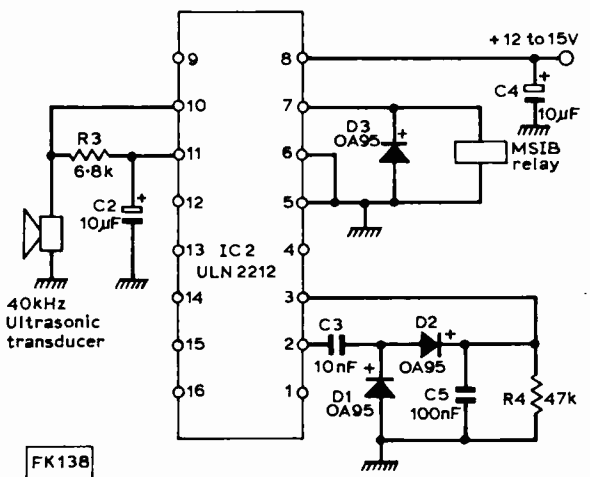 +12 to 15V
9
8
C4
+
10µF
10
7
D3
OA95
+
R3
6·8k
11
6
MSIB
relay
C2
10µF
+
12
5
13
IC2
ULN 2212
4
40kHz
Ultrasonic
transducer
14
3
15
2
C3
10nF
D2
+
OA95
D1
OA95
+
C5
100nF
R4
47k
16
1
FK138